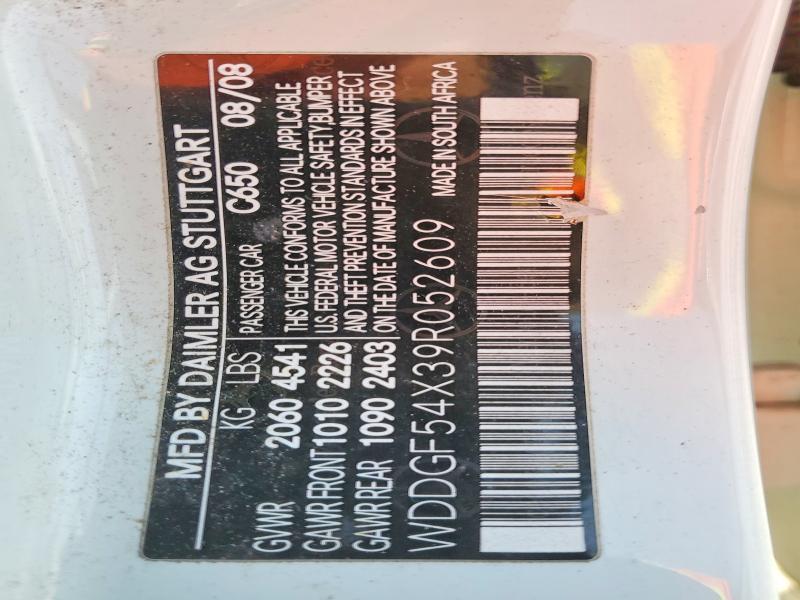 MFD BY DAIMLER AG STUTTGART
KG LBS PASSENGER CAR C650 08/08
GVWR 2060 4541 THIS VEHICLE CONFORMS TO ALL APPLICABLE
GAWR FRONT 1010 2226 U.S. FEDERAL MOTOR VEHICLE SAFETY,BUMPER
GAWR REAR 1090 2403 AND THEFT PREVENTION STANDARDS IN EFFECT
ON THE DATE OF MANUFACTURE SHOWN ABOVE
WDDGF54X39R052609 MADE IN SOUTH AFRICA